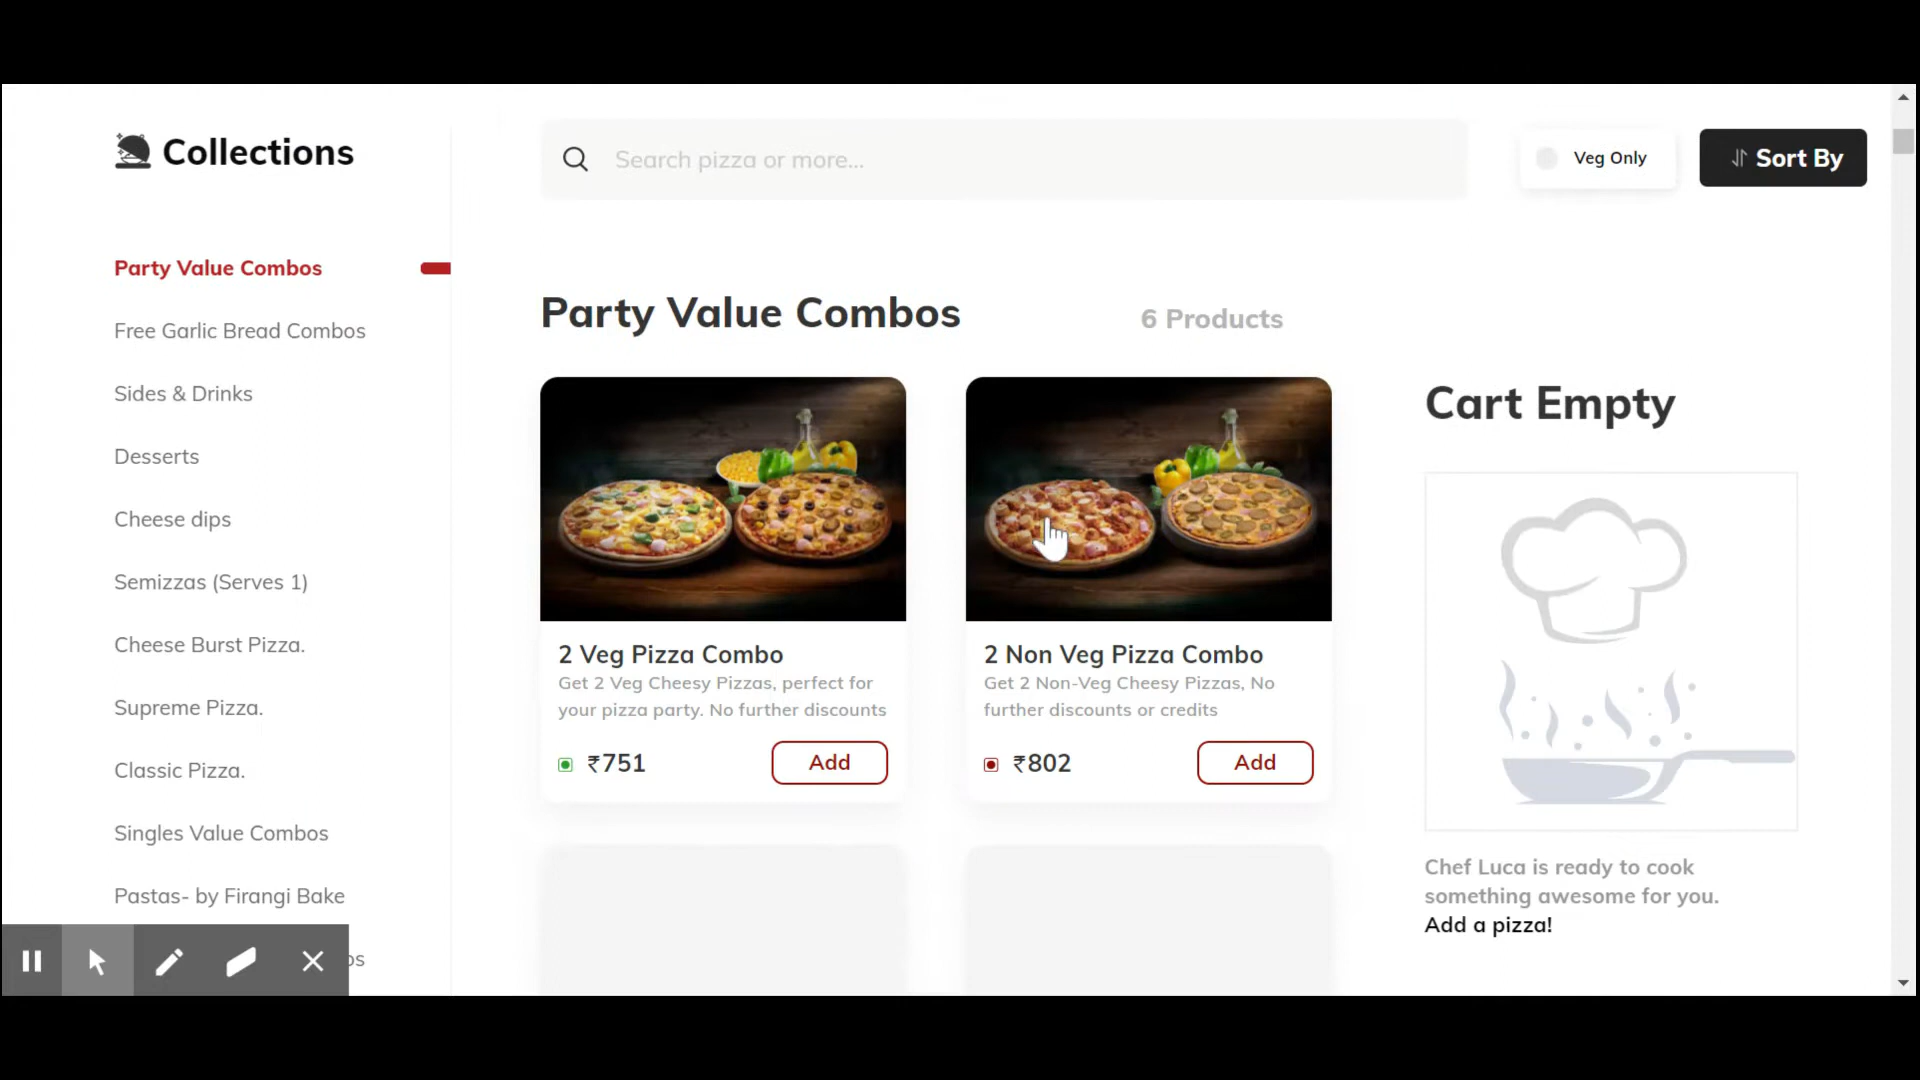 Collections
Search pizza or more...
Veg Only
Sort By
Party Value Combos
Free Garlic Bread Combos
Sides & Drinks
Desserts
Cheese dips
Semizzas (Serves 1)
Cheese Burst Pizza.
Supreme Pizza.
Classic Pizza.
Singles Value Combos
Pastas- by Firangi Bake
Party Value Combos
6 Products
2 Veg Pizza Combo
Get 2 Veg Cheesy Pizzas, perfect for
your pizza party. No further discounts
₹751
Add
2 Non Veg Pizza Combo
Get 2 Non-Veg Cheesy Pizzas, No
further discounts or credits
₹802
Add
Cart Empty
Chef Luca is ready to cook
something awesome for you.
Add a pizza!